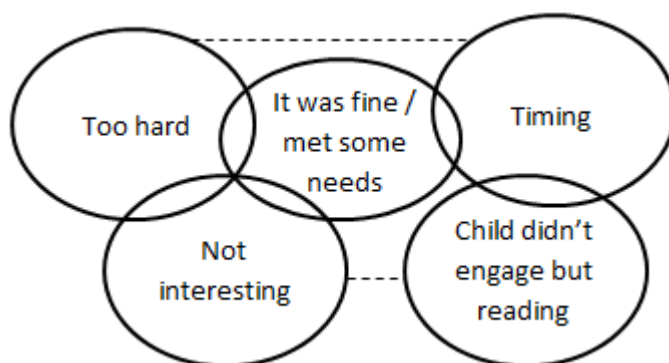 Too hard
It was fine /
met some
needs
Timing
Not
interesting
Child didn't
engage but
reading